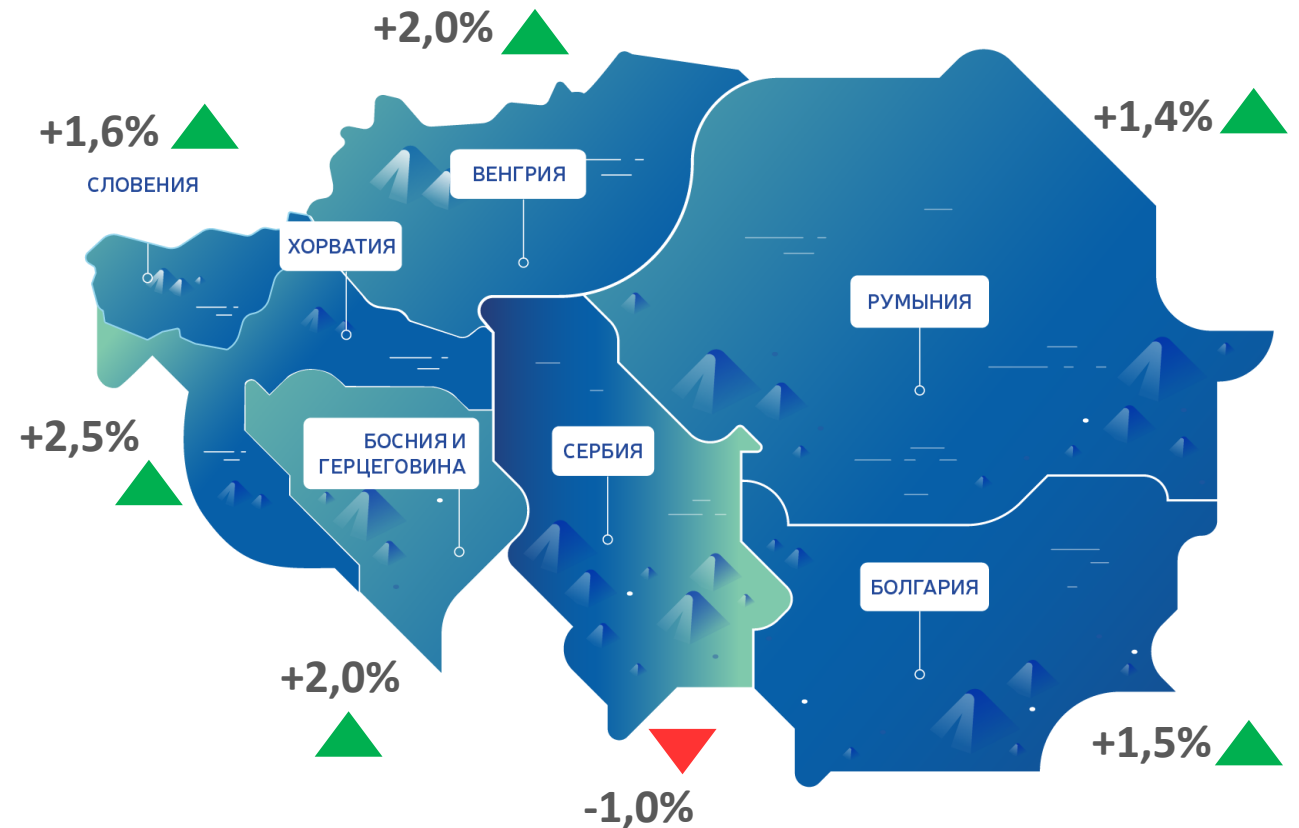 +2,0%
+1,4%
+1,6%
СЛОВЕНИЯ
ВЕНГРИЯ
ХОРВАТИЯ
РУМЫНИЯ
+2,5%
БОСНИЯ И
ГЕРЦЕГОВИНА
СЕРБИЯ
БОЛГАРИЯ
+2,0%
+1,5%
-1,0%